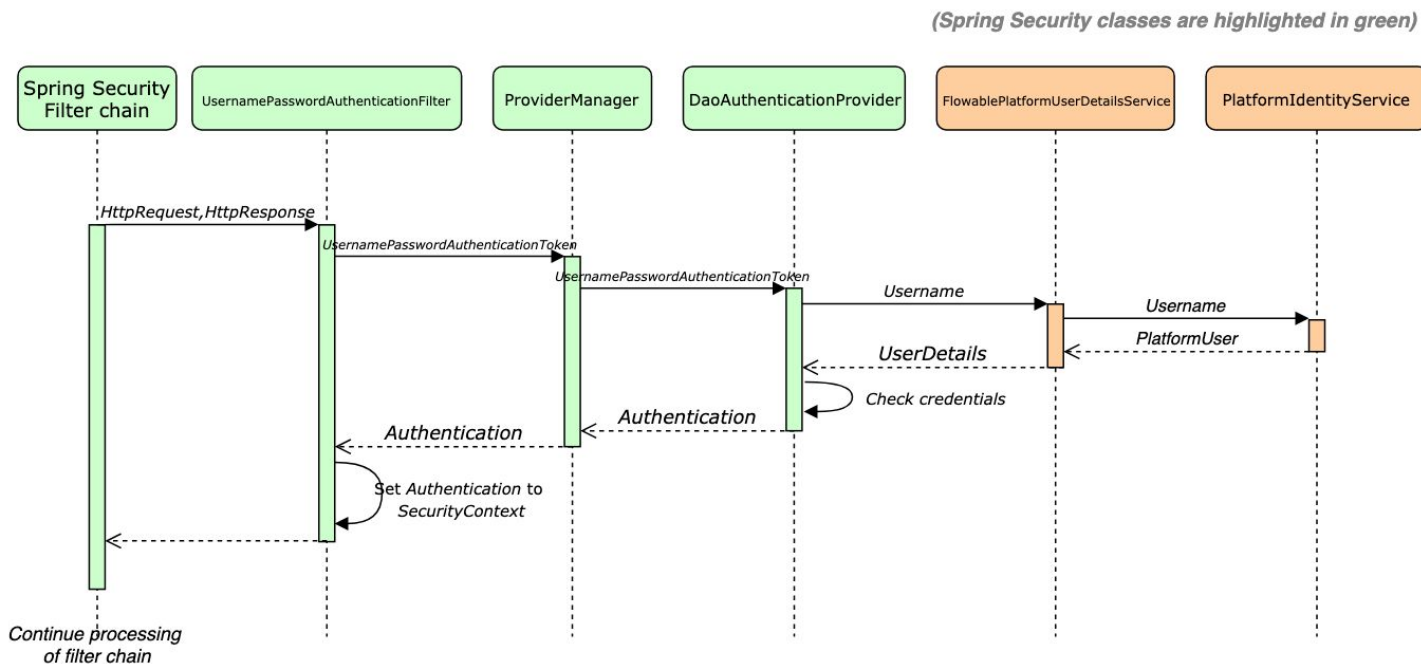 (Spring Security classes are highlighted in green)
Spring Security
Filter chain
UsernamePasswordAuthenticationFilter
ProviderManager
DaoAuthenticationProvider
FlowablePlatformUserDetailsService
PlatformIdentityService
HttpRequest,HttpResponse
UsernamePasswordAuthenticationToken
UsernamePasswordAuthenticationToken
Username
Username
PlatformUser
UserDetails
Check credentials
Authentication
Authentication
Set Authentication to
SecurityContext
Continue processing
of filter chain